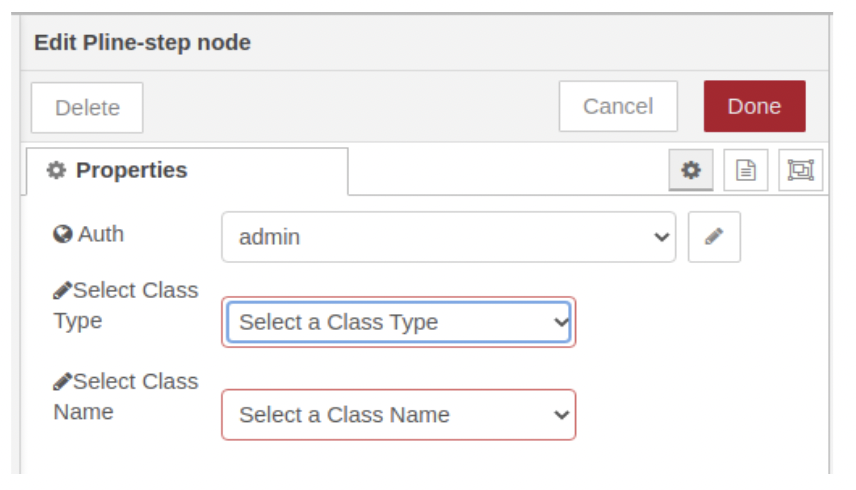 Edit Pline-step node
Delete
Cancel
Done
Properties
Auth
admin
Select Class
Type
Select a Class Type
Select Class
Name
Select a Class Name